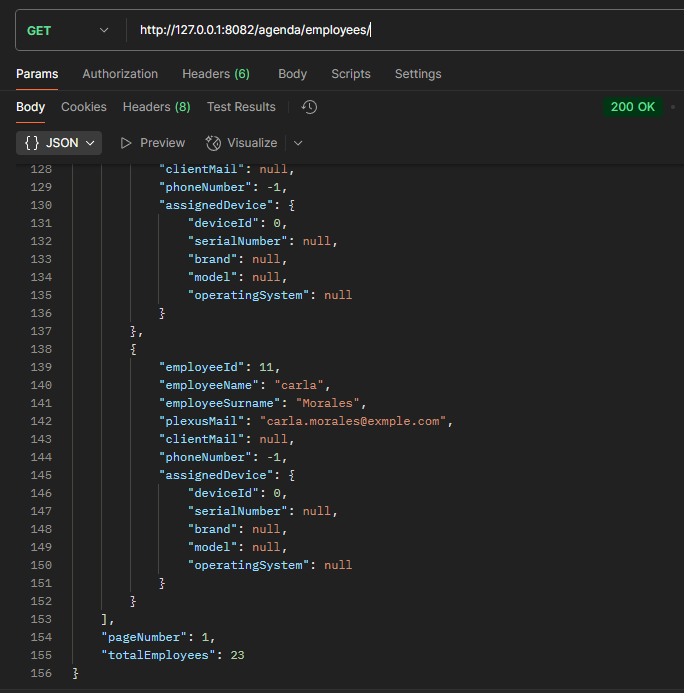 GET http://127.0.0.1:8082/agenda/employees/
Params Authorization Headers (6) Body Scripts Settings
Body Cookies Headers (8) Test Results 200 OK
{} JSON Preview Visualize
128 "clientMail": null,
129 "phoneNumber": -1,
130 "assignedDevice": {
131 "deviceId": 0,
132 "serialNumber": null,
133 "brand": null,
134 "model": null,
135 "operatingSystem": null
136 }
137 },
138 {
139 "employeeId": 11,
140 "employeeName": "carla",
141 "employeeSurname": "Morales",
142 "plexusMail": "carla.morales@exmple.com",
143 "clientMail": null,
144 "phoneNumber": -1,
145 "assignedDevice": {
146 "deviceId": 0,
147 "serialNumber": null,
148 "brand": null,
149 "model": null,
150 "operatingSystem": null
151 }
152 }
153 ],
154 "pageNumber": 1,
155 "totalEmployees": 23
156 }